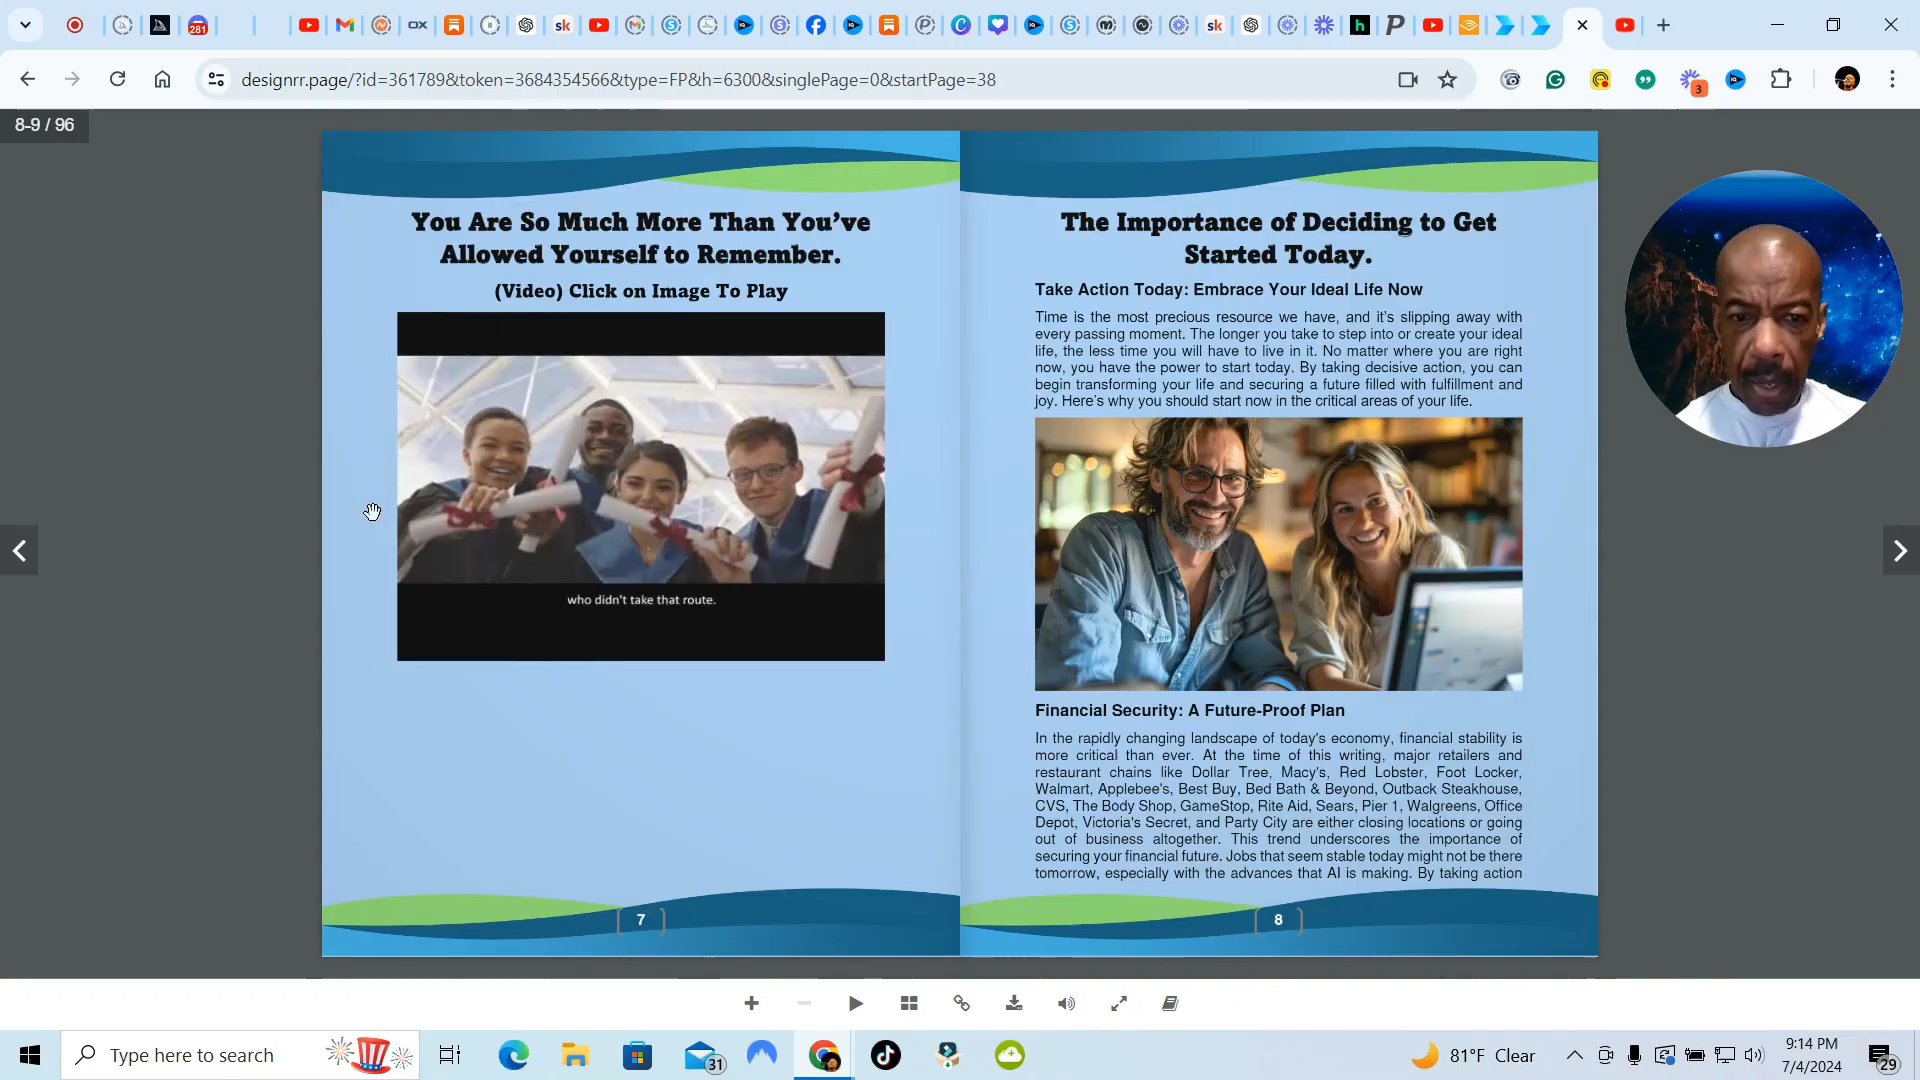 281
OX
sk
sk
h
P
designrr.page/?id=361789&token=3684354566&type=FP&h=6300&singlePage=0&startPage=38
3
8-9 / 96
You Are So Much More Than You've
Allowed Yourself to Remember.
(Video) Click on Image To Play
who didn't take that route.
7
The Importance of Deciding to Get
Started Today.
Take Action Today: Embrace Your Ideal Life Now
Time is the most precious resource we have, and it's slipping away with
every passing moment. The longer you take to step into or create your ideal
life, the less time you will have to live in it. No matter where you are right
now, you have the power to start today. By taking decisive action, you can
begin transforming your life and securing a future filled with fulfillment and
joy. Here's why you should start now in the critical areas of your life.
Financial Security: A Future-Proof Plan
In the rapidly changing landscape of today's economy, financial stability is
more critical than ever. At the time of this writing, major retailers and
restaurant chains like Dollar Tree, Macy's, Red Lobster, Foot Locker,
Walmart, Applebee's, Best Buy, Bed Bath & Beyond, Outback Steakhouse,
CVS, The Body Shop, GameStop, Rite Aid, Sears, Pier 1, Walgreens, Office
Depot, Victoria's Secret, and Party City are either closing locations or going
out of business altogether. This trend underscores the importance of
securing your financial future. Jobs that seem stable today might not be there
tomorrow, especially with the advances that AI is making. By taking action
8
Type here to search
31
81°F Clear
9:14 PM
7/4/2024
29